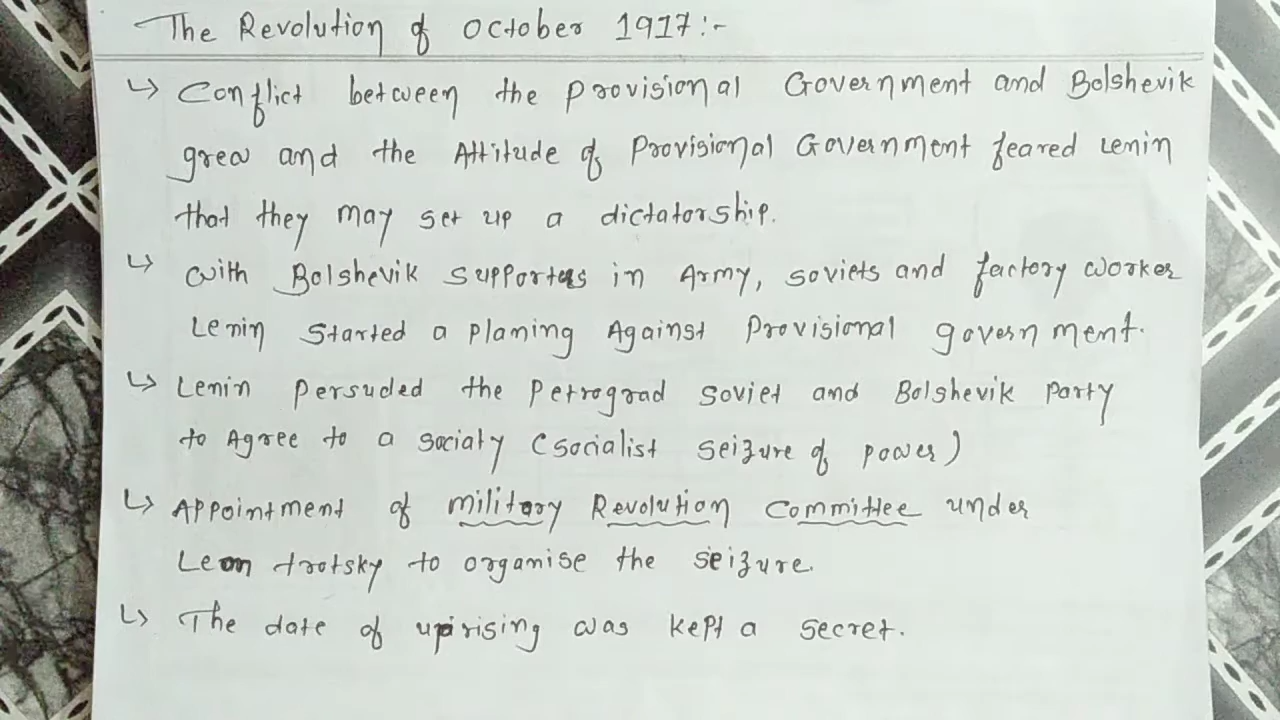 The Revolution of October 1917:-
↳ Conflict between the Provisional Government and Bolshevik
grew and the Attitude of Provisional Government feared Lenin
that they may set up a dictatorship.
↳ With Bolshevik supporters in Army, soviets and factory worker
Lenin started a planing Against Provisional government.
↳ Lenin Persuded the Petrograd soviet and Bolshevik Party
to Agree to a sociaty (socialist seizure of power)
↳ Appointment of military Revolution Committee under
Leon trotsky to organise the seizure.
↳ The date of uprising was kept a secret.